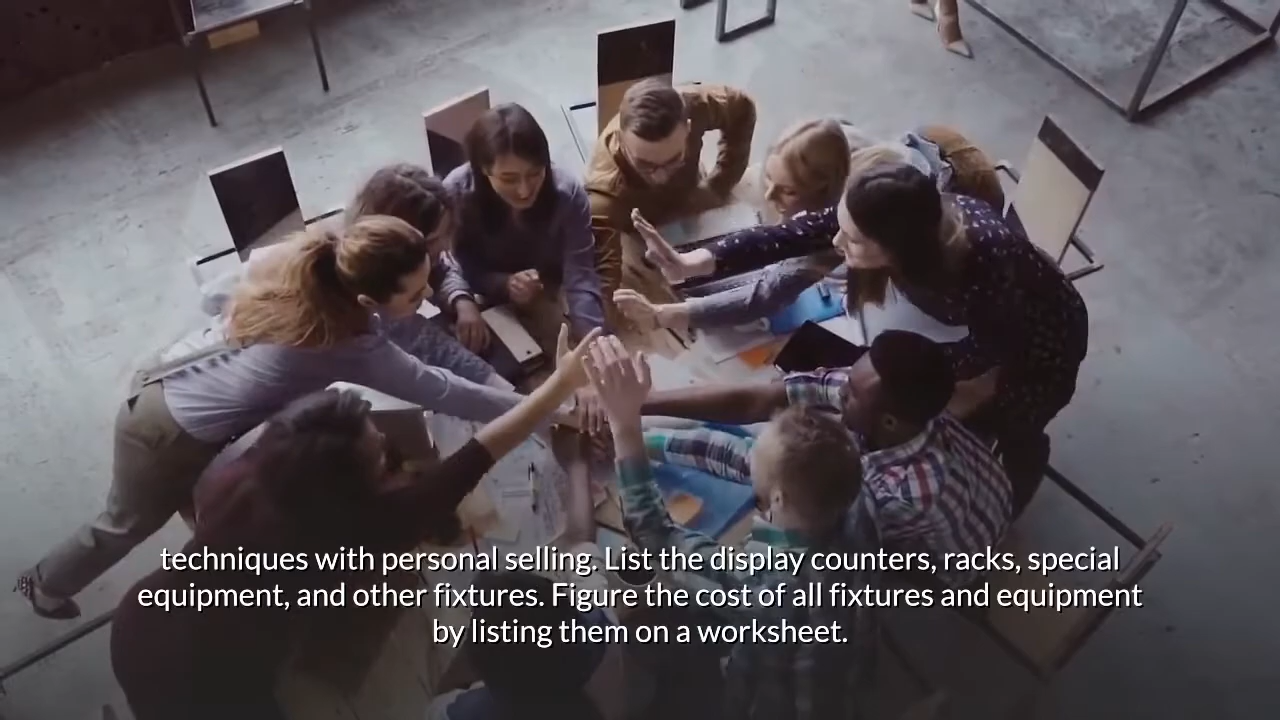 techniques with personal selling. List the display counters, racks, special
equipment, and other fixtures. Figure the cost of all fixtures and equipment
by listing them on a worksheet.